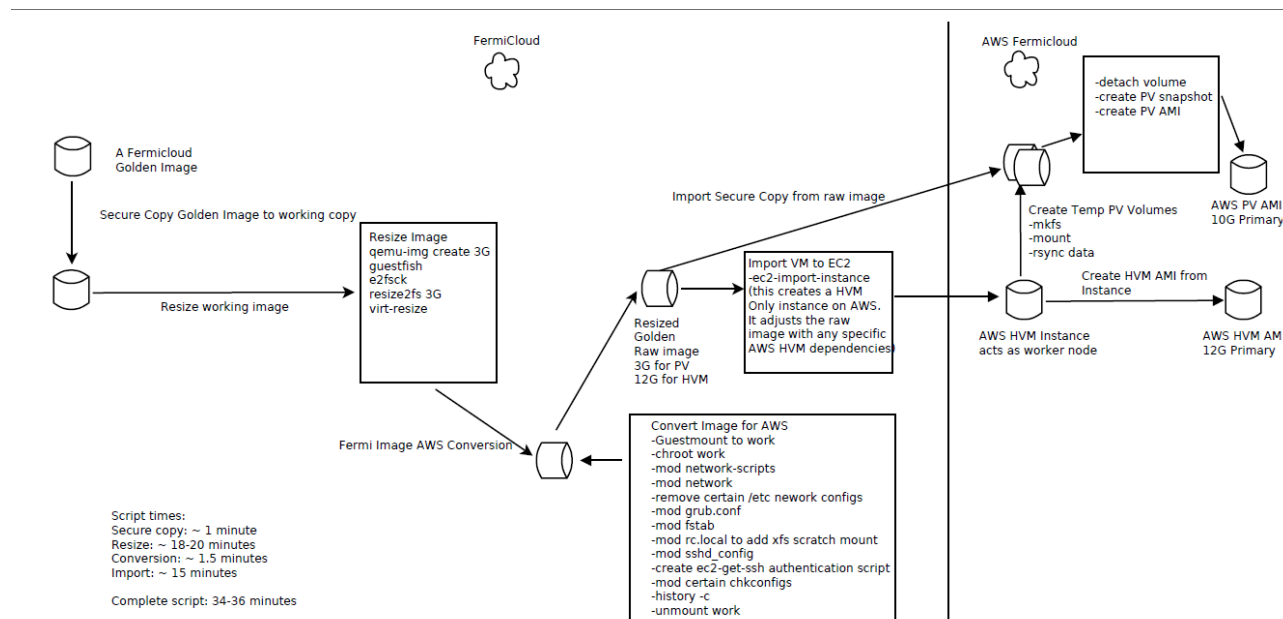 FermiCloud
AWS Fermicloud
A Fermicloud
Golden Image
Secure Copy Golden Image to working copy
Resize working image
Resize Image
qemu-img create 3G
guestfish
e2fsck
resize2fs 3G
virt-resize
Fermi Image AWS Conversion
Import Secure Copy from raw image
Resized
Golden
Raw image
3G for PV
12G for HVM
Import VM to EC2
-ec2-import-instance
(this creates a HVM
Only instance on AWS.
It adjusts the raw
image with any specific
AWS HVM dependencies)
Convert Image for AWS
-Guestmount to work
-chroot work
-mod network-scripts
-mod network
-remove certain /etc nework configs
-mod grub.conf
-mod fstab
-mod rc.local to add xfs scratch mount
-mod sshd_config
-create ec2-get-ssh authentication script
-mod certain chkconfigs
-history -c
-unmount work
-detach volume
-create PV snapshot
-create PV AMI
AWS PV AMI
10G Primary
Create Temp PV Volumes
-mkfs
-mount
-rsync data
Create HVM AMI from
Instance
AWS HVM Instance
acts as worker node
AWS HVM AM
12G Primary
Script times:
Secure copy: ~ 1 minute
Resize: ~ 18-20 minutes
Conversion: ~ 1.5 minutes
Import: ~ 15 minutes
Complete script: 34-36 minutes